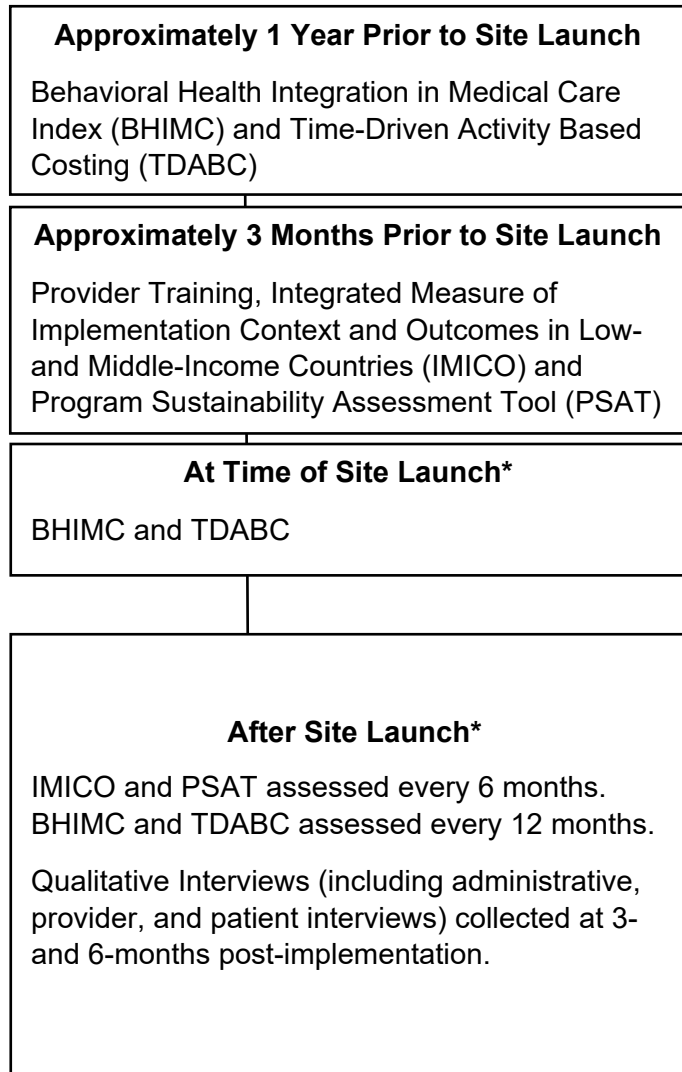 Approximately 1 Year Prior to Site Launch
Behavioral Health Integration in Medical Care
Index (BHIMC) and Time-Driven Activity Based
Costing (TDABC)
Approximately 3 Months Prior to Site Launch
Provider Training, Integrated Measure of
Implementation Context and Outcomes in Low-
and Middle-Income Countries (IMICO) and
Program Sustainability Assessment Tool (PSAT)
At Time of Site Launch*
BHIMC and TDABC
After Site Launch*
IMICO and PSAT assessed every 6 months.
BHIMC and TDABC assessed every 12 months.
Qualitative Interviews (including administrative,
provider, and patient interviews) collected at 3-
and 6-months post-implementation.